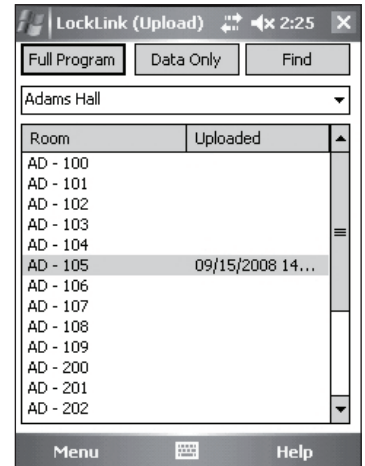 LockLink (Upload) 2:25
Full Program Data Only Find
Adams Hall
Room Uploaded
AD - 100
AD - 101
AD - 102
AD - 103
AD - 104
AD - 105 09/15/2008 14...
AD - 106
AD - 107
AD - 108
AD - 109
AD - 200
AD - 201
AD - 202
Menu Help